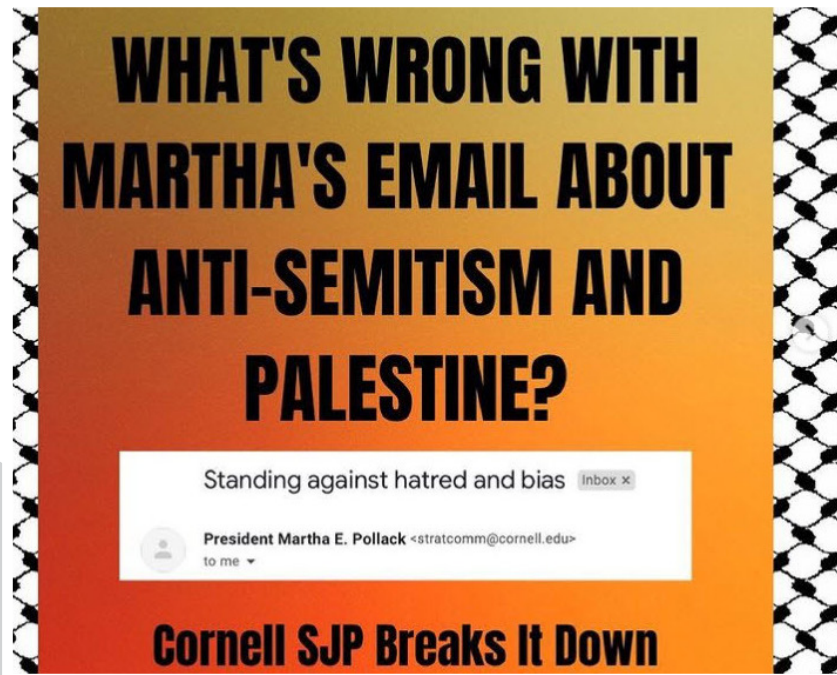 WHAT'S WRONG WITH
MARTHA'S EMAIL ABOUT
ANTI-SEMITISM AND
PALESTINE?
Standing against hatred and bias Inbox x
President Martha E. Pollack <stratcomm@cornell.edu>
to me
Cornell SJP Breaks It Down